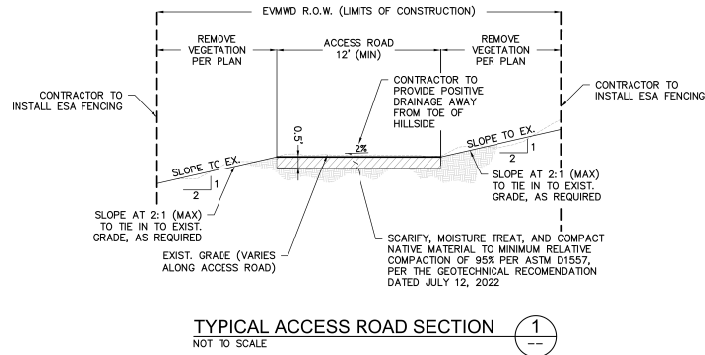 EVMWD R.O.W. (LIMITS OF CONSTRUCTION)
REMOVE
VEGETATION
PER PLAN
ACCESS ROAD
12' (MIN)
REMOVE
VEGETATION
PER PLAN
CONTRACTOR TO
INSTALL ESA FENCING
CONTRACTOR TO
PROVIDE POSITIVE
DRAINAGE AWAY
FROM TOE OF
HILLSIDE
CONTRACTOR TO
INSTALL ESA FENCING
0.5'
2%
SLOPE TO EX.
2
1
SLOPE TO EX.
2
1
SLOPE AT 2:1 (MAX)
TO TIE IN TO EXIST.
GRADE, AS REQUIRED
SLOPE AT 2:1 (MAX)
TO TIE IN TO EXIST.
GRADE, AS REQUIRED
EXIST. GRADE (VARIES
ALONG ACCESS ROAD)
SCARIFY, MOISTURE TREAT, AND COMPACT
NATIVE MATERIAL TO MINIMUM RELATIVE
COMPACTION OF 95% PER ASTM D1557,
PER THE GEOTECHNICAL RECOMENDATION
DATED JULY 12, 2022
TYPICAL ACCESS ROAD SECTION
NOT TO SCALE
1
--